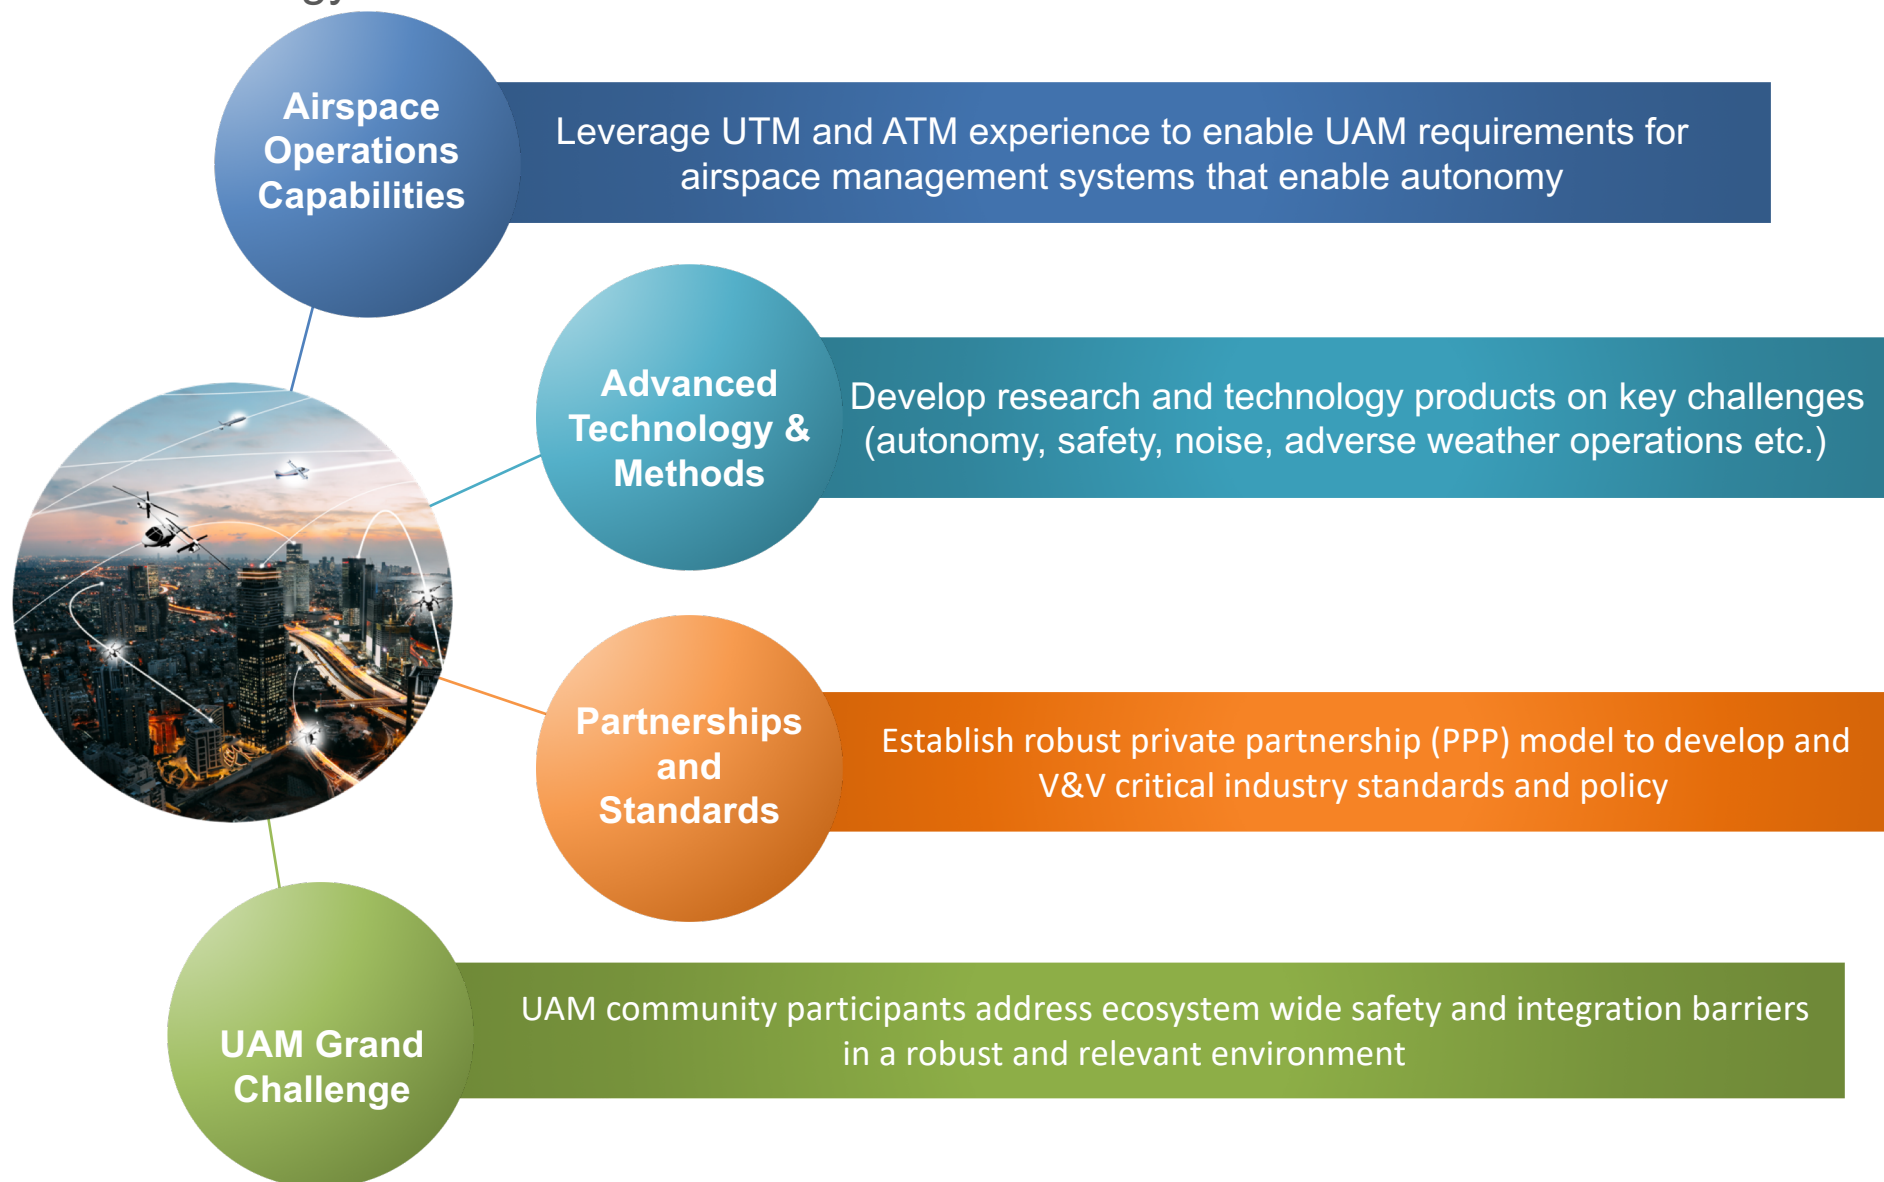 Airspace
Operations
Capabilities
Leverage UTM and ATM experience to enable UAM requirements for
airspace management systems that enable autonomy
Advanced
Technology &
Methods
Develop research and technology products on key challenges
(autonomy, safety, noise, adverse weather operations etc.)
Partnerships
and
Standards
Establish robust private partnership (PPP) model to develop and
V&V critical industry standards and policy
UAM Grand
Challenge
UAM community participants address ecosystem wide safety and integration barriers
in a robust and relevant environment